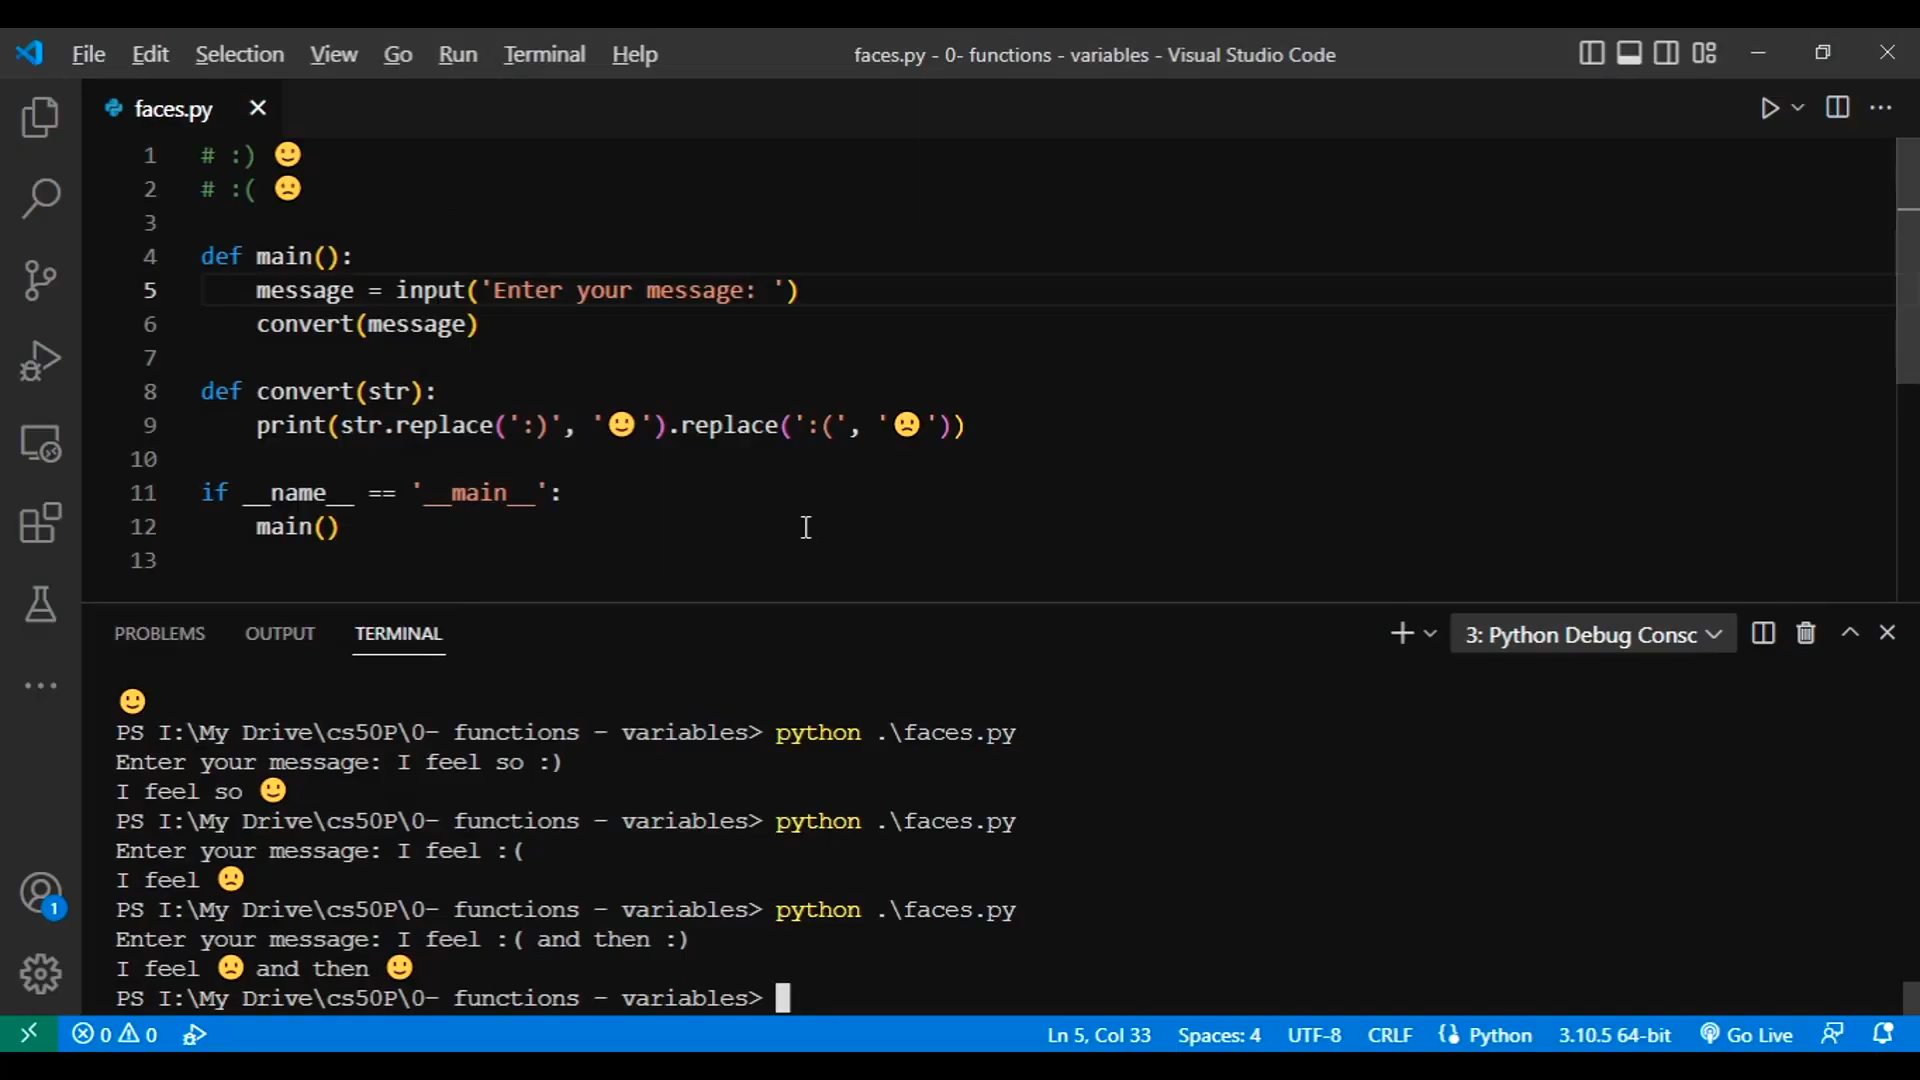 File Edit Selection View Go Run Terminal Help faces.py - 0- functions - variables - Visual Studio Code
faces.py
1 # :) 🙂
2 # :( 🙁
3
4 def main():
5     message = input('Enter your message: ')
6     convert(message)
7
8 def convert(str):
9     print(str.replace(':)', '🙂').replace(':(', '🙁'))
10
11 if __name__ == '__main__':
12     main()
13
PROBLEMS OUTPUT TERMINAL 3: Python Debug Consc
🙂
PS I:\My Drive\cs50P\0- functions - variables> python .\faces.py
Enter your message: I feel so :)
I feel so 🙂
PS I:\My Drive\cs50P\0- functions - variables> python .\faces.py
Enter your message: I feel :(
I feel 🙁
PS I:\My Drive\cs50P\0- functions - variables> python .\faces.py
Enter your message: I feel :( and then :)
I feel 🙁 and then 🙂
PS I:\My Drive\cs50P\0- functions - variables>
1
0 0 Ln 5, Col 33 Spaces: 4 UTF-8 CRLF Python 3.10.5 64-bit Go Live